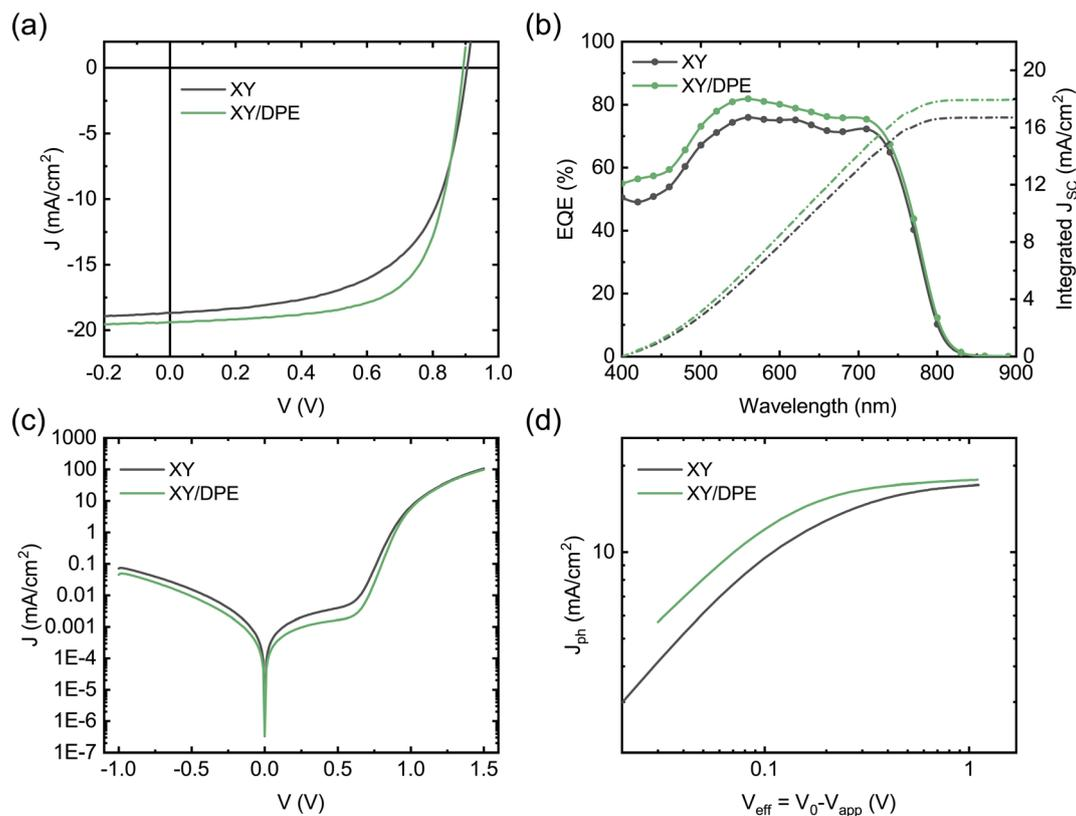 (a)
0
-5
-10
-15
-20
J (mA/cm²)
XY
XY/DPE
-0.2 0.0 0.2 0.4 0.6 0.8 1.0
V (V)
(b)
100
80
60
40
20
0
EQE (%)
XY
XY/DPE
20
16
12
8
4
0
Integrated J_SC (mA/cm²)
400 500 600 700 800 900
Wavelength (nm)
(c)
1000
100
10
1
0.1
0.01
0.001
1E-4
1E-5
1E-6
1E-7
J (mA/cm²)
XY
XY/DPE
-1.0 -0.5 0.0 0.5 1.0 1.5
V (V)
(d)
10
J_ph (mA/cm²)
XY
XY/DPE
0.1 1
V_eff = V_0-V_app (V)